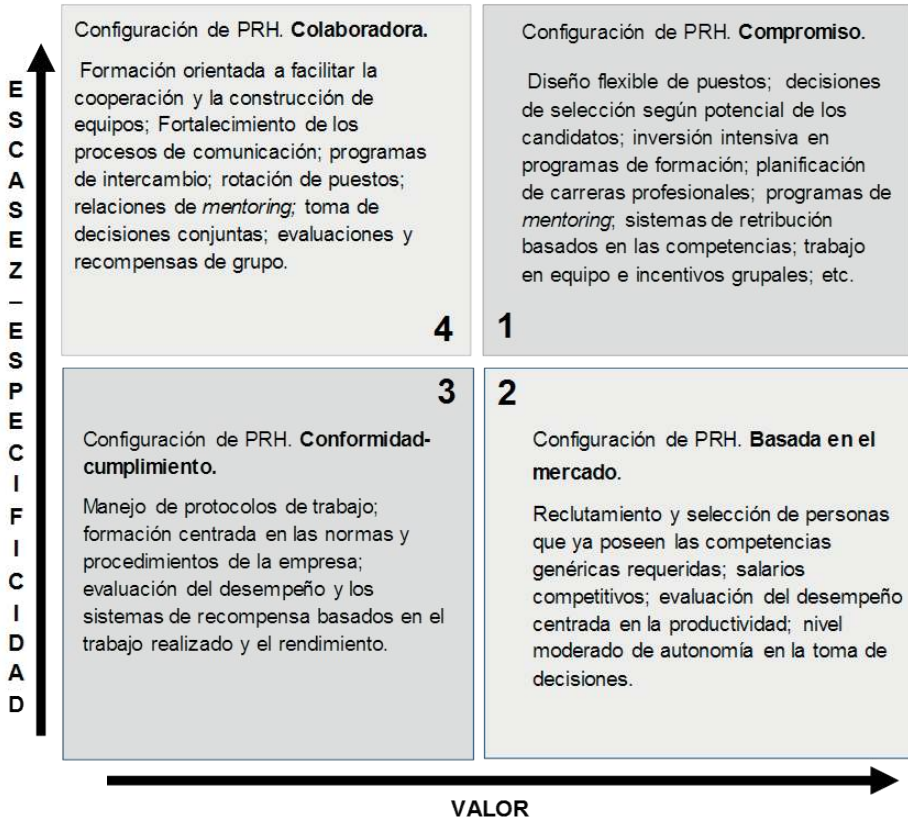 ESCASEZ – ESPECIFICIDAD
Configuración de PRH. Colaboradora.
Formación orientada a facilitar la
cooperación y la construcción de
equipos; Fortalecimiento de los
procesos de comunicación; programas
de intercambio; rotación de puestos;
relaciones de mentoring; toma de
decisiones conjuntas; evaluaciones y
recompensas de grupo.
4
Configuración de PRH. Compromiso.
Diseño flexible de puestos; decisiones
de selección según potencial de los
candidatos; inversión intensiva en
programas de formación; planificación
de carreras profesionales; programas de
mentoring; sistemas de retribución
basados en las competencias; trabajo
en equipo e incentivos grupales; etc.
1
3
Configuración de PRH. Conformidad-
cumplimiento.
Manejo de protocolos de trabajo;
formación centrada en las normas y
procedimientos de la empresa;
evaluación del desempeño y los
sistemas de recompensa basados en el
trabajo realizado y el rendimiento.
2
Configuración de PRH. Basada en el
mercado.
Reclutamiento y selección de personas
que ya poseen las competencias
genéricas requeridas; salarios
competitivos; evaluación del desempeño
centrada en la productividad; nivel
moderado de autonomía en la toma de
decisiones.
VALOR